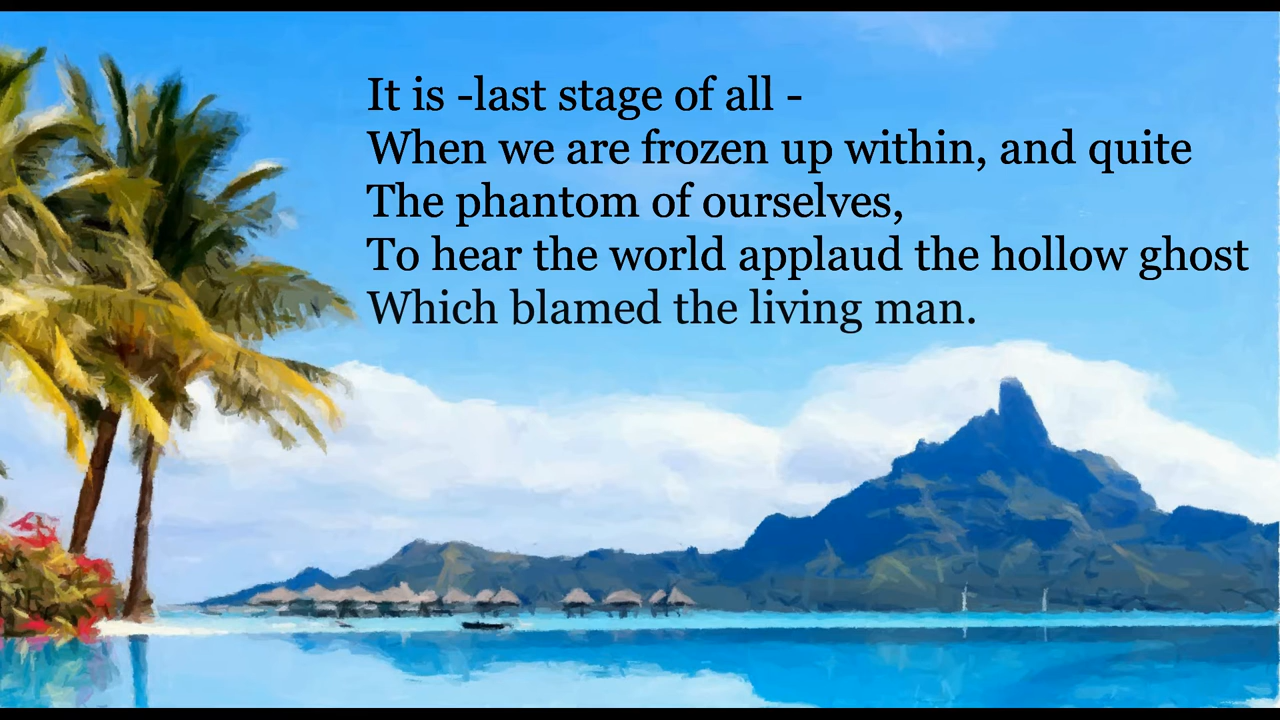 It is -last stage of all -
When we are frozen up within, and quite
The phantom of ourselves,
To hear the world applaud the hollow ghost
Which blamed the living man.